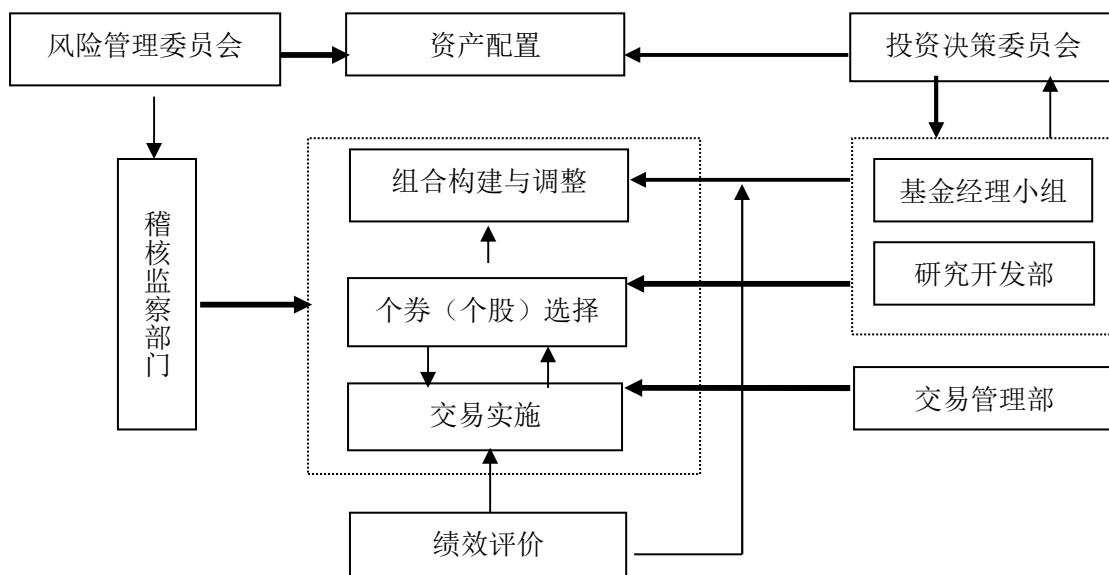 风险管理委员会
资产配置
投资决策委员会
组合构建与调整
基金经理小组
稽核监察部门
研究开发部
个券（个股）选择
交易管理部
交易实施
绩效评价